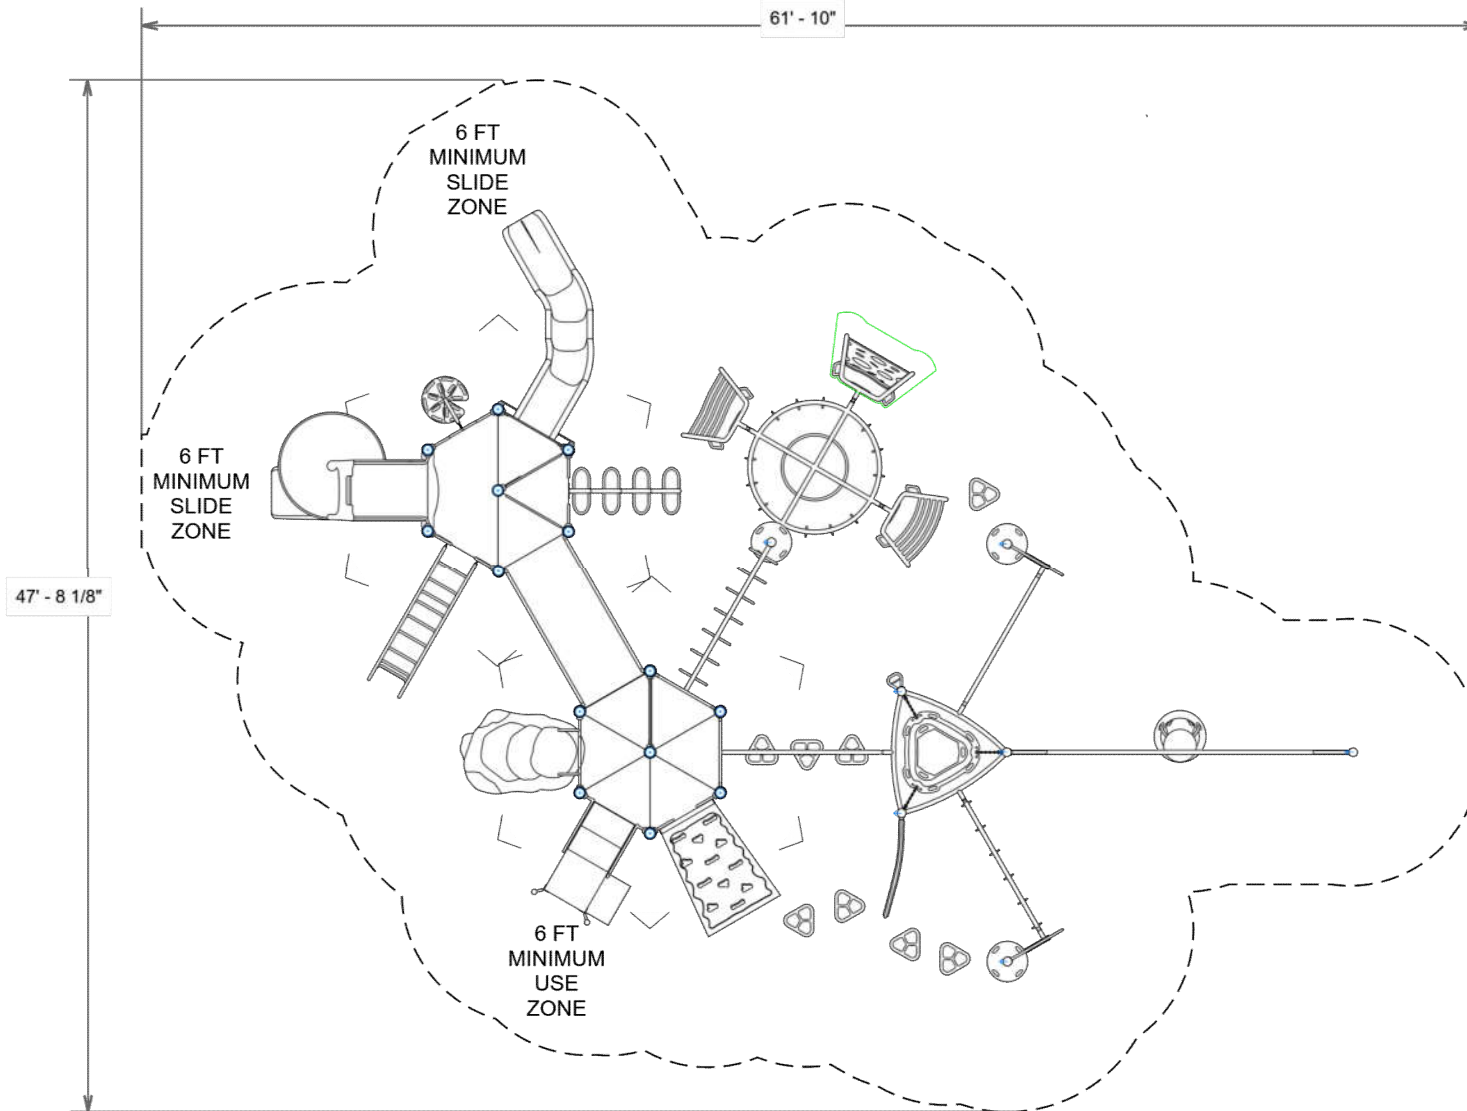 61' - 10"
6 FT
MINIMUM
SLIDE
ZONE
6 FT
MINIMUM
SLIDE
ZONE
47' - 8 1/8"
6 FT
MINIMUM
USE
ZONE